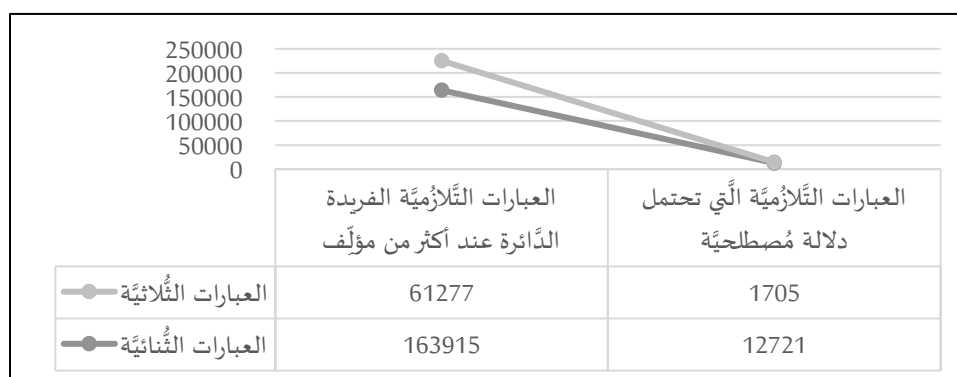 250000
200000
150000
100000
50000
0
العبارات التَّلازُميَّة الفريدة
الدَّائرة عند أكثر من مؤلِّف
العبارات التَّلازُميَّة الَّتي تحتمل
دلالة مُصطلحيَّة
العبارات الثُّلاثيَّة 61277 1705
العبارات الثُّنائيَّة 163915 12721